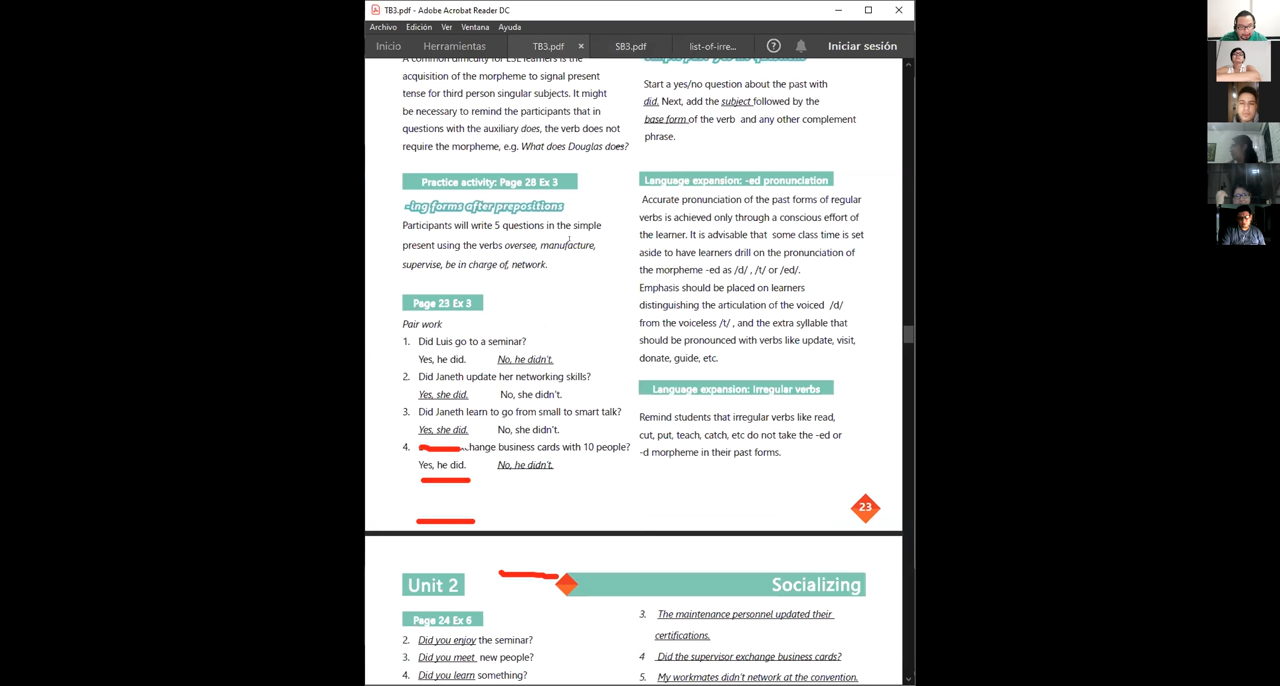 TB3.pdf - Adobe Acrobat Reader DC
Archivo Edición Ver Ventana Ayuda
Inicio Herramientas TB3.pdf × SB3.pdf list-of-irre... ? Iniciar sesión
A common difficulty for ESL learners is the
acquisition of the morpheme to signal present
tense for third person singular subjects. It might
be necessary to remind the participants that in
questions with the auxiliary does, the verb does not
require the morpheme, e.g. What does Douglas does?
Practice activity: Page 28 Ex 3
-ing forms after prepositions
Participants will write 5 questions in the simple
present using the verbs oversee, manufacture,
supervise, be in charge of, network.
Page 23 Ex 3
Pair work
1. Did Luis go to a seminar?
Yes, he did. No, he didn't.
2. Did Janeth update her networking skills?
Yes, she did. No, she didn't.
3. Did Janeth learn to go from small to smart talk?
Yes, she did. No, she didn't.
4. change business cards with 10 people?
Yes, he did. No, he didn't.
Start a yes/no question about the past with
did. Next, add the subject followed by the
base form of the verb and any other complement
phrase.
Language expansion: -ed pronunciation
Accurate pronunciation of the past forms of regular
verbs is achieved only through a conscious effort of
the learner. It is advisable that some class time is set
aside to have learners drill on the pronunciation of
the morpheme -ed as /d/ , /t/ or /ed/.
Emphasis should be placed on learners
distinguishing the articulation of the voiced /d/
from the voiceless /t/ , and the extra syllable that
should be pronounced with verbs like update, visit,
donate, guide, etc.
Language expansion: Irregular verbs
Remind students that irregular verbs like read,
cut, put, teach, catch, etc do not take the -ed or
-d morpheme in their past forms.
23
Unit 2 Socializing
Page 24 Ex 6
2. Did you enjoy the seminar?
3. Did you meet new people?
4. Did you learn something?
3. The maintenance personnel updated their
certifications.
4 Did the supervisor exchange business cards?
5. My workmates didn't network at the convention.